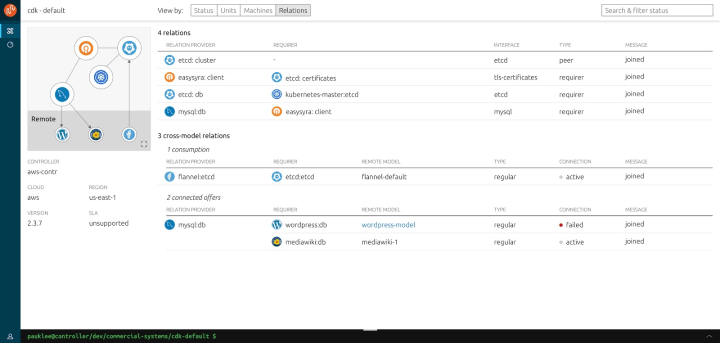 cdk - default
View by: Status Units Machines Relations
Search & filter status
Remote
CONTROLLER
aws-contr
CLOUD REGION
aws us-east-1
VERSION SLA
2.3.7 unsupported
4 relations
RELATION PROVIDER REQUIRER INTERFACE TYPE MESSAGE
etcd: cluster - etcd peer joined
easysyra: client etcd: certificates tls-certificates requirer joined
etcd: db kubernetes-master:etcd etcd requirer joined
mysql:db easysyra: client mysql requirer joined
3 cross-model relations
1 consumption
RELATION PROVIDER REQUIRER REMOTE MODEL TYPE CONNECTION MESSAGE
flannel:etcd etcd:etcd flannel-default regular active joined
2 connected offers
RELATION PROVIDER REQUIRER REMOTE MODEL TYPE CONNECTION MESSAGE
mysql:db wordpress:db wordpress-model regular failed joined
mediawiki:db mediawiki-1 regular active joined
pauklee@controller/dev/commercial-systems/cdk-default $